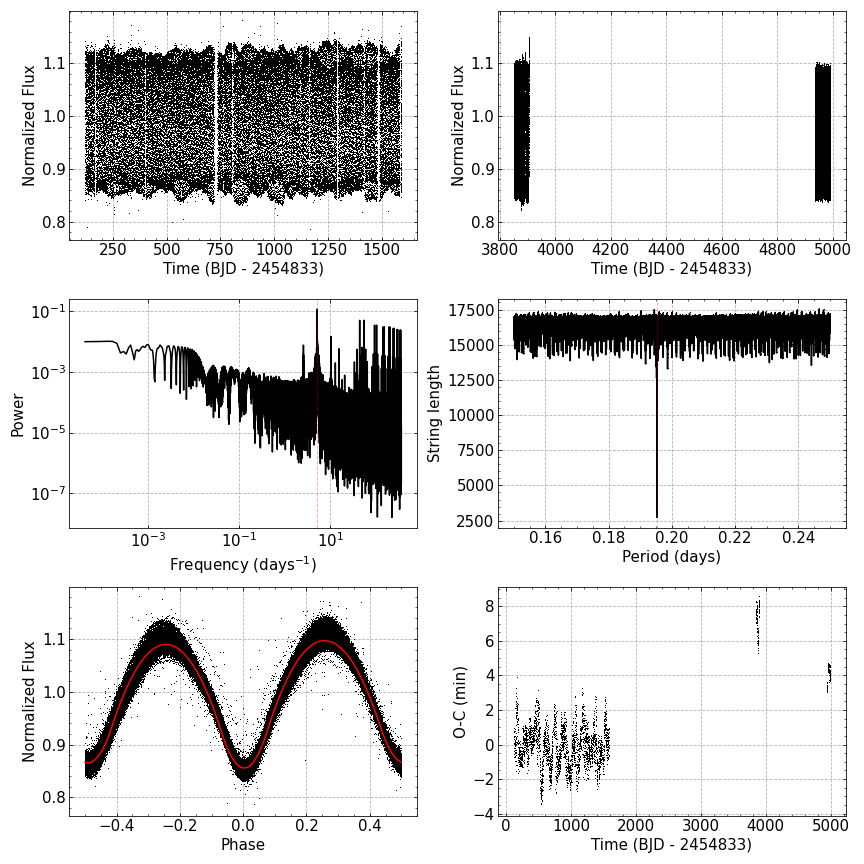 Normalized Flux
1.1
1.0
0.9
0.8
250 500 750 1000 1250 1500
Time (BJD - 2454833)
Normalized Flux
1.1
1.0
0.9
0.8
3800 4000 4200 4400 4600 4800 5000
Time (BJD - 2454833)
Power
10⁻¹
10⁻³
10⁻⁵
10⁻⁷
10⁻³ 10⁻¹ 10¹
Frequency (days⁻¹)
String length
17500
15000
12500
10000
7500
5000
2500
0.16 0.18 0.20 0.22 0.24
Period (days)
Normalized Flux
1.1
1.0
0.9
0.8
−0.4 −0.2 0.0 0.2 0.4
Phase
O-C (min)
8
6
4
2
0
−2
−4
0 1000 2000 3000 4000 5000
Time (BJD - 2454833)